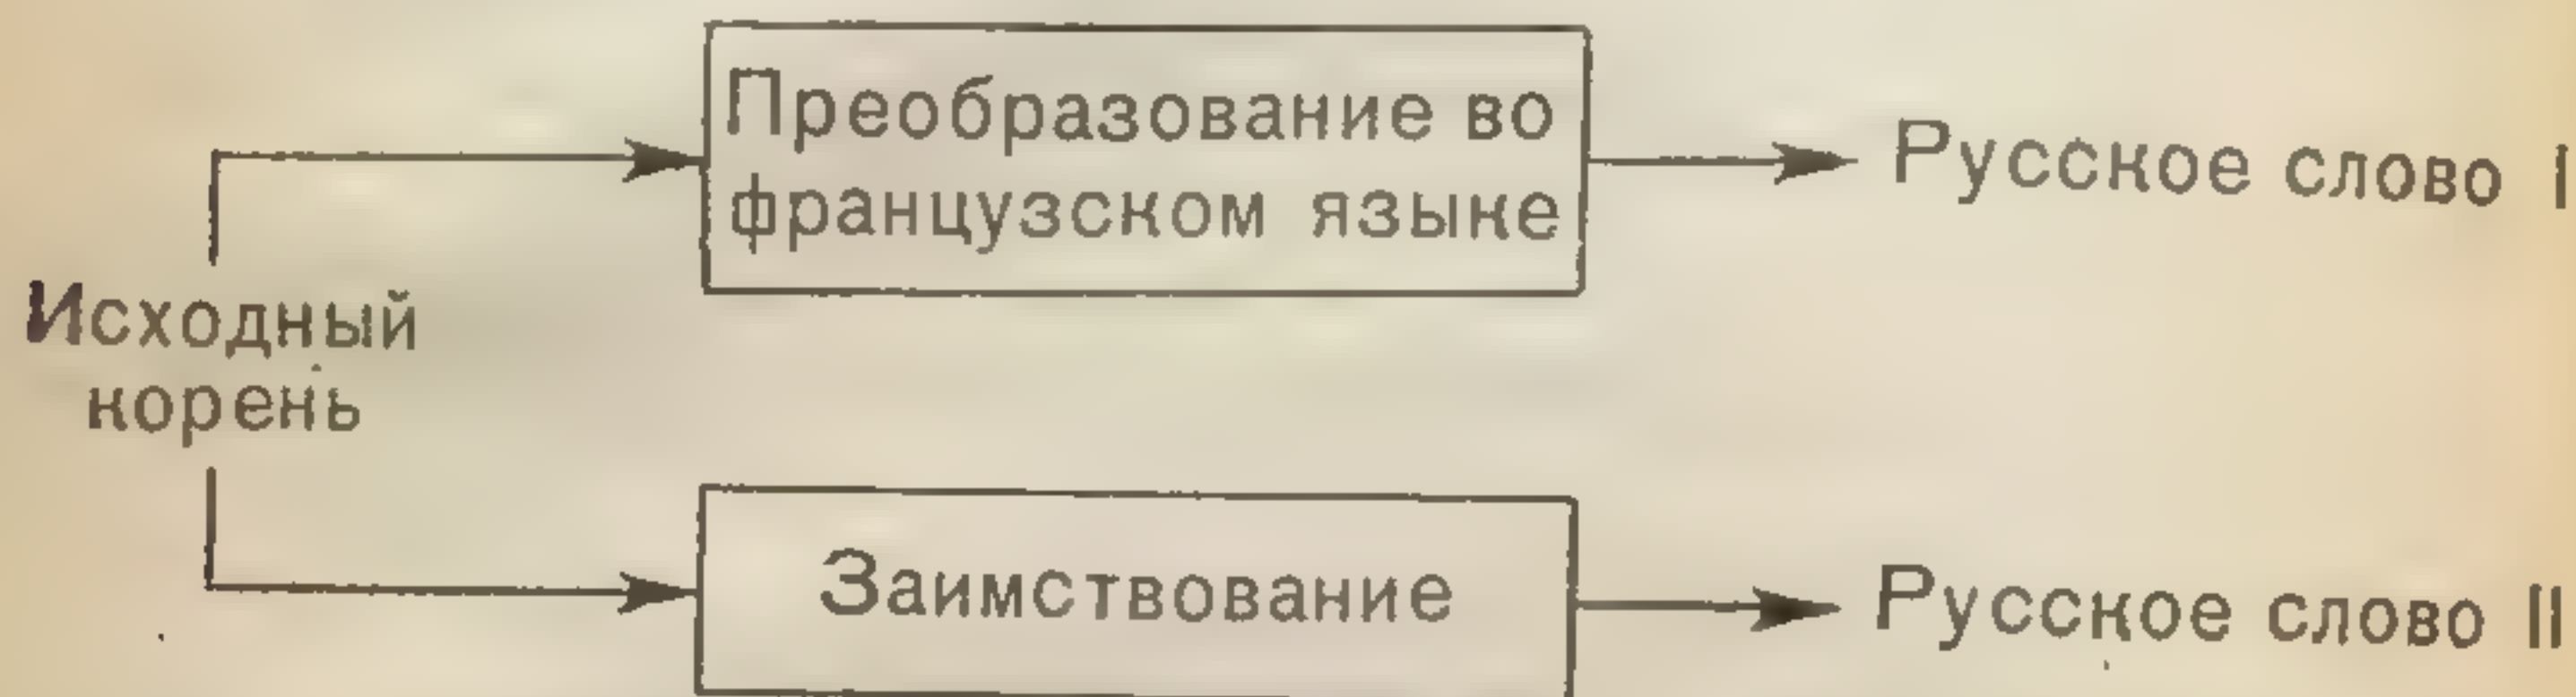 Преобразование во
французском языке
Русское слово I
Исходный
корень
Заимствование
Русское слово II